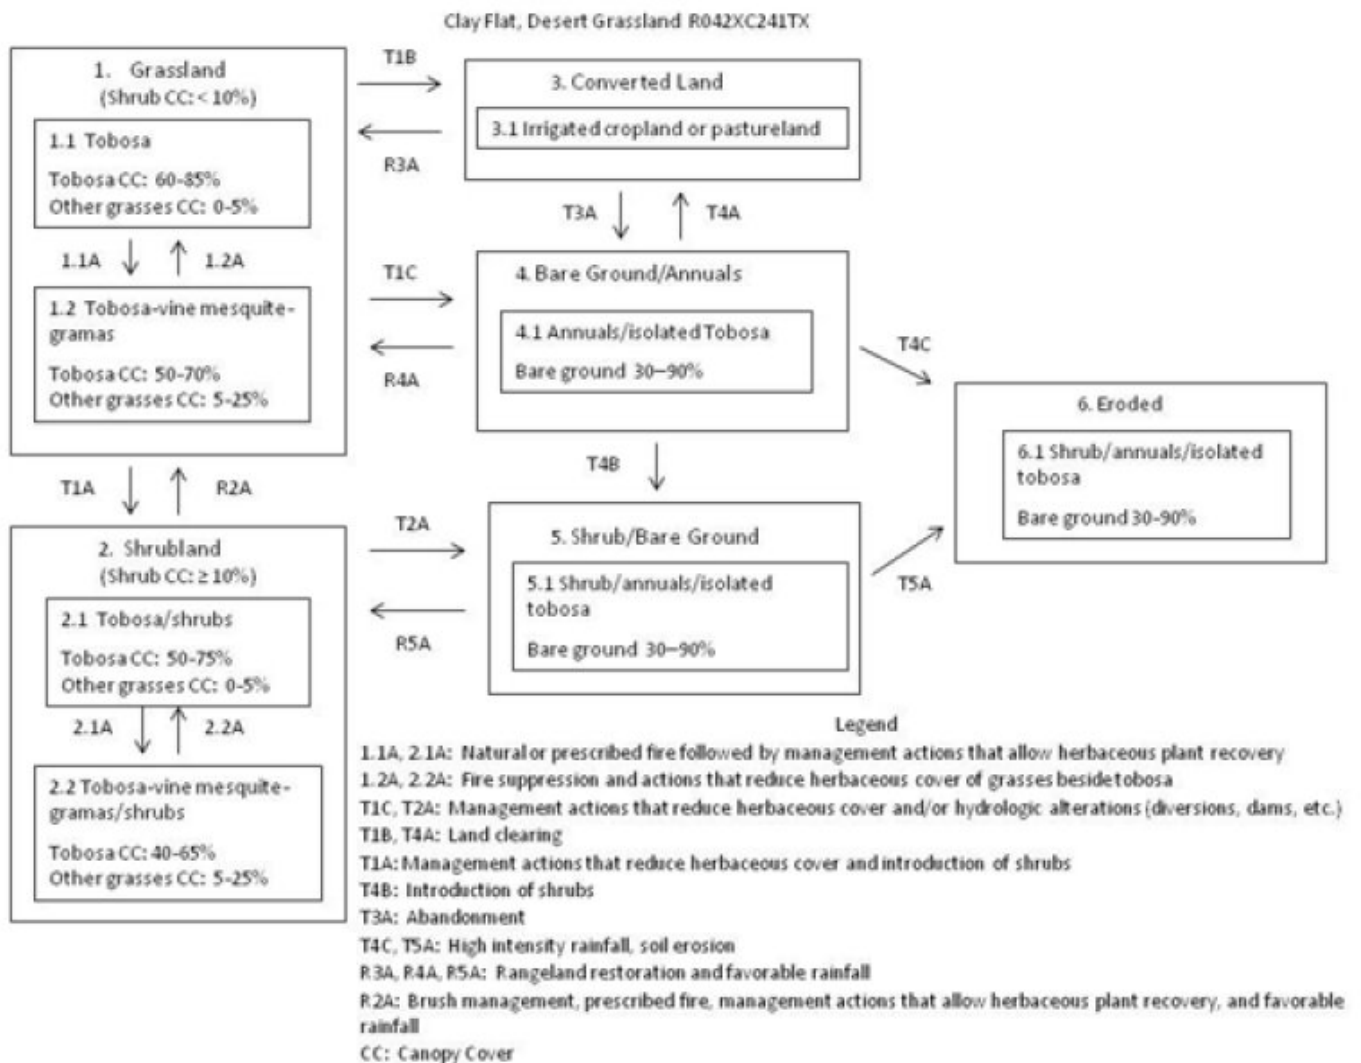 Clay Flat, Desert Grassland R042XC241TX
1. Grassland
(Shrub CC: < 10%)
1.1 Tobosa
Tobosa CC: 60-85%
Other grasses CC: 0-5%
1.1A
1.2A
1.2 Tobosa-vine mesquite-
gramas
Tobosa CC: 50-70%
Other grasses CC: 5-25%
T1B
R3A
3. Converted Land
3.1 Irrigated cropland or pastureland
T3A
T4A
T1C
R4A
4. Bare Ground/Annuals
4.1 Annuals/isolated Tobosa
Bare ground 30–90%
T4C
6. Eroded
6.1 Shrub/annuals/isolated
tobosa
Bare ground 30-90%
T1A
R2A
T4B
2. Shrubland
(Shrub CC: ≥ 10%)
2.1 Tobosa/shrubs
Tobosa CC: 50-75%
Other grasses CC: 0-5%
2.1A
2.2A
2.2 Tobosa-vine mesquite-
gramas/shrubs
Tobosa CC: 40-65%
Other grasses CC: 5-25%
T2A
R5A
5. Shrub/Bare Ground
5.1 Shrub/annuals/isolated
tobosa
Bare ground 30–90%
T5A
Legend
1.1A, 2.1A: Natural or prescribed fire followed by management actions that allow herbaceous plant recovery
1.2A, 2.2A: Fire suppression and actions that reduce herbaceous cover of grasses beside tobosa
T1C, T2A: Management actions that reduce herbaceous cover and/or hydrologic alterations (diversions, dams, etc.)
T1B, T4A: Land clearing
T1A: Management actions that reduce herbaceous cover and introduction of shrubs
T4B: Introduction of shrubs
T3A: Abandonment
T4C, T5A: High intensity rainfall, soil erosion
R3A, R4A, R5A: Rangeland restoration and favorable rainfall
R2A: Brush management, prescribed fire, management actions that allow herbaceous plant recovery, and favorable
rainfall
CC: Canopy Cover